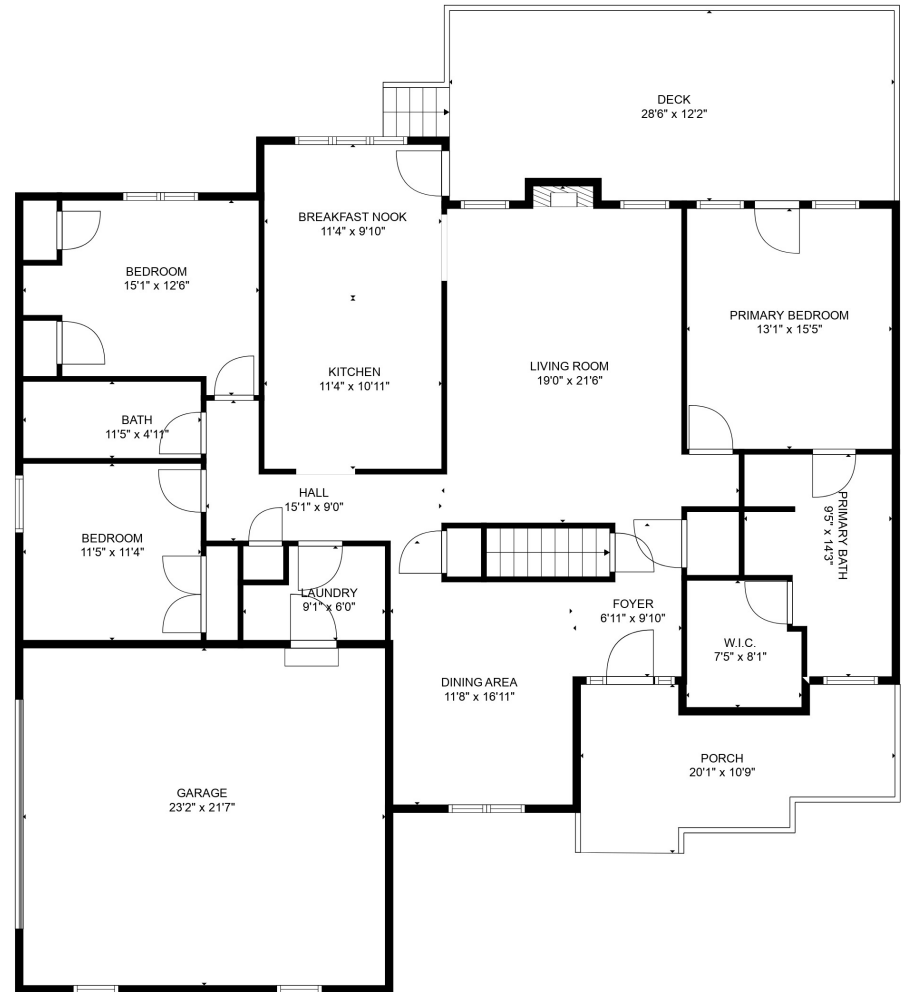 DECK
28'6" x 12'2"
BREAKFAST NOOK
11'4" x 9'10"
BEDROOM
15'1" x 12'6"
PRIMARY BEDROOM
13'1" x 15'5"
LIVING ROOM
19'0" x 21'6"
KITCHEN
11'4" x 10'11"
BATH
11'5" x 4'11"
HALL
15'1" x 9'0"
PRIMARY BATH
9'5" x 14'3"
BEDROOM
11'5" x 11'4"
LAUNDRY
9'1" x 6'0"
FOYER
6'11" x 9'10"
W.I.C.
7'5" x 8'1"
DINING AREA
11'8" x 16'11"
PORCH
20'1" x 10'9"
GARAGE
23'2" x 21'7"